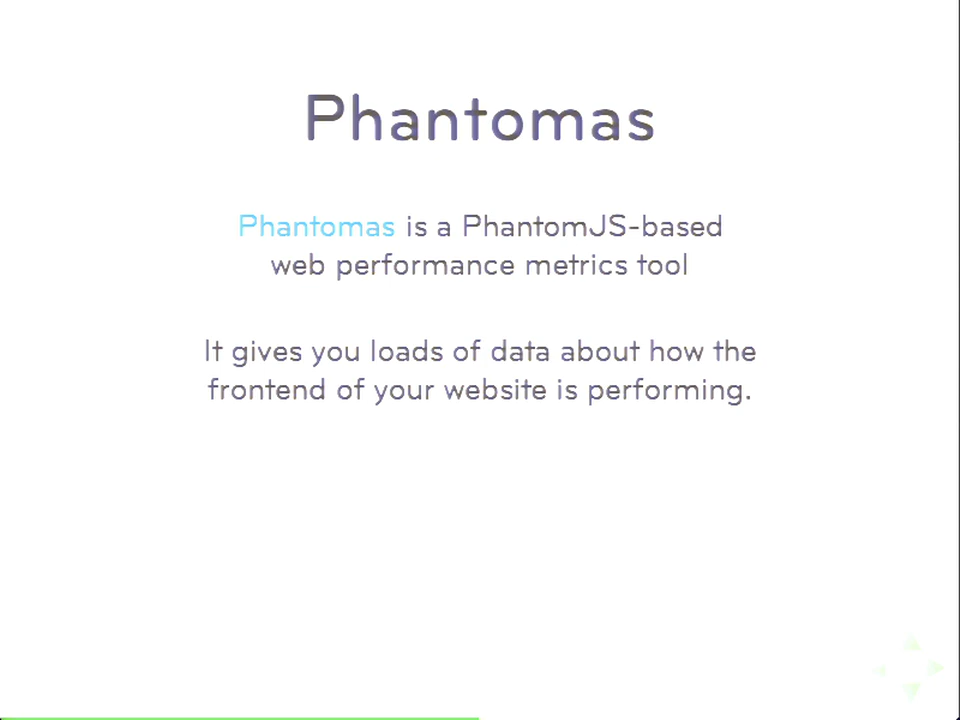 Phantomas
Phantomas is a PhantomJS-based
web performance metrics tool
It gives you loads of data about how the
frontend of your website is performing.